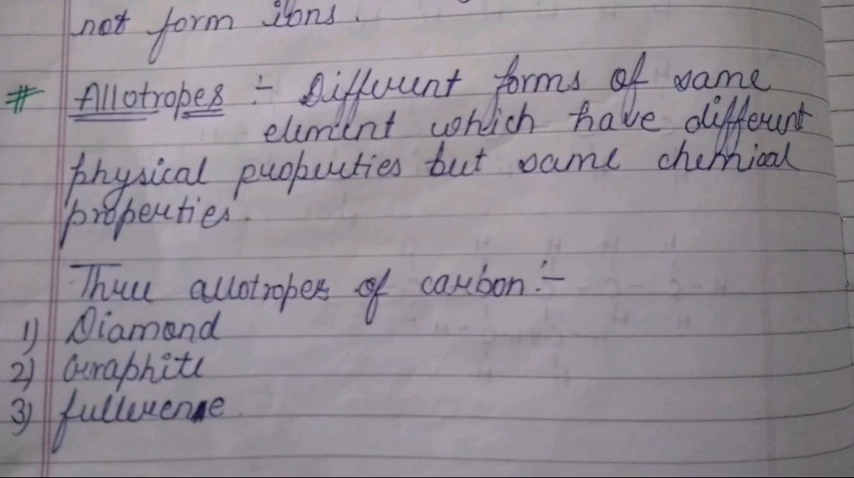 not form ions.
# Allotropes :- Different forms of same
element which have different
physical properties but same chemical
properties.
Three allotropes of carbon :-
1) Diamond
2) Graphite
3) fullerene